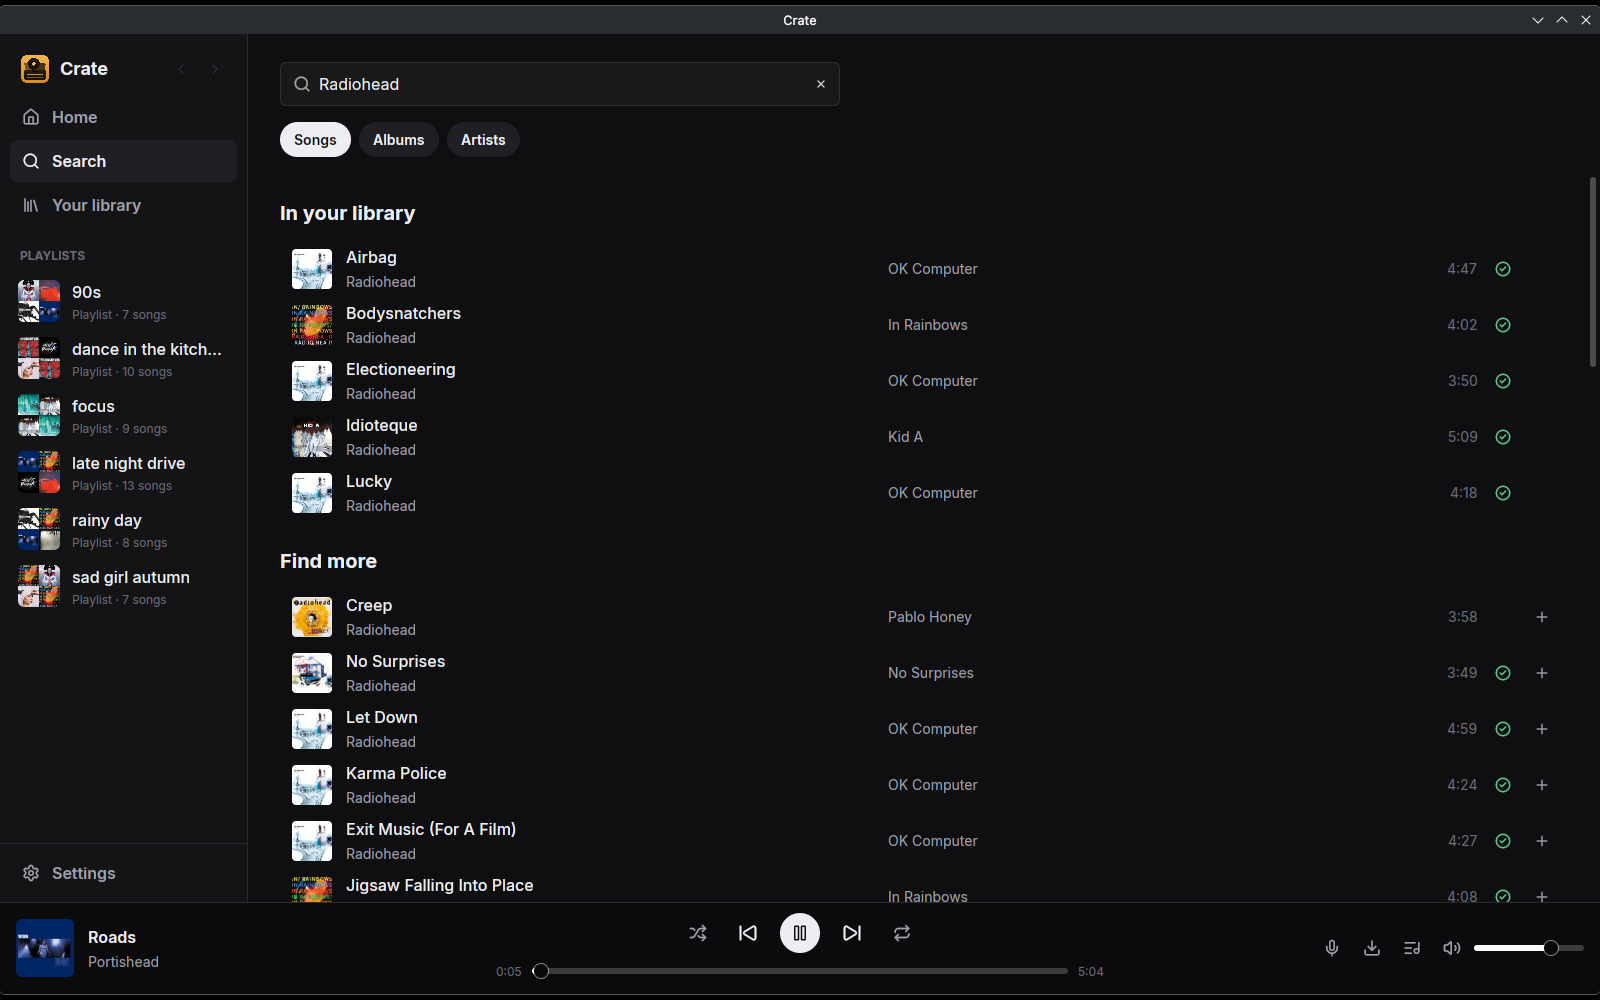 Crate
Crate
Home
Search
Your library
PLAYLISTS
90s
Playlist · 7 songs
dance in the kitch...
Playlist · 10 songs
focus
Playlist · 9 songs
late night drive
Playlist · 13 songs
rainy day
Playlist · 8 songs
sad girl autumn
Playlist · 7 songs
Settings
Radiohead
Songs Albums Artists
In your library
Airbag
Radiohead
OK Computer
4:47
Bodysnatchers
Radiohead
In Rainbows
4:02
Electioneering
Radiohead
OK Computer
3:50
Idioteque
Radiohead
Kid A
5:09
Lucky
Radiohead
OK Computer
4:18
Find more
Creep
Radiohead
Pablo Honey
3:58
No Surprises
Radiohead
No Surprises
3:49
Let Down
Radiohead
OK Computer
4:59
Karma Police
Radiohead
OK Computer
4:24
Exit Music (For A Film)
Radiohead
OK Computer
4:27
Jigsaw Falling Into Place
In Rainbows
4:08
Roads
Portishead
0:05
5:04